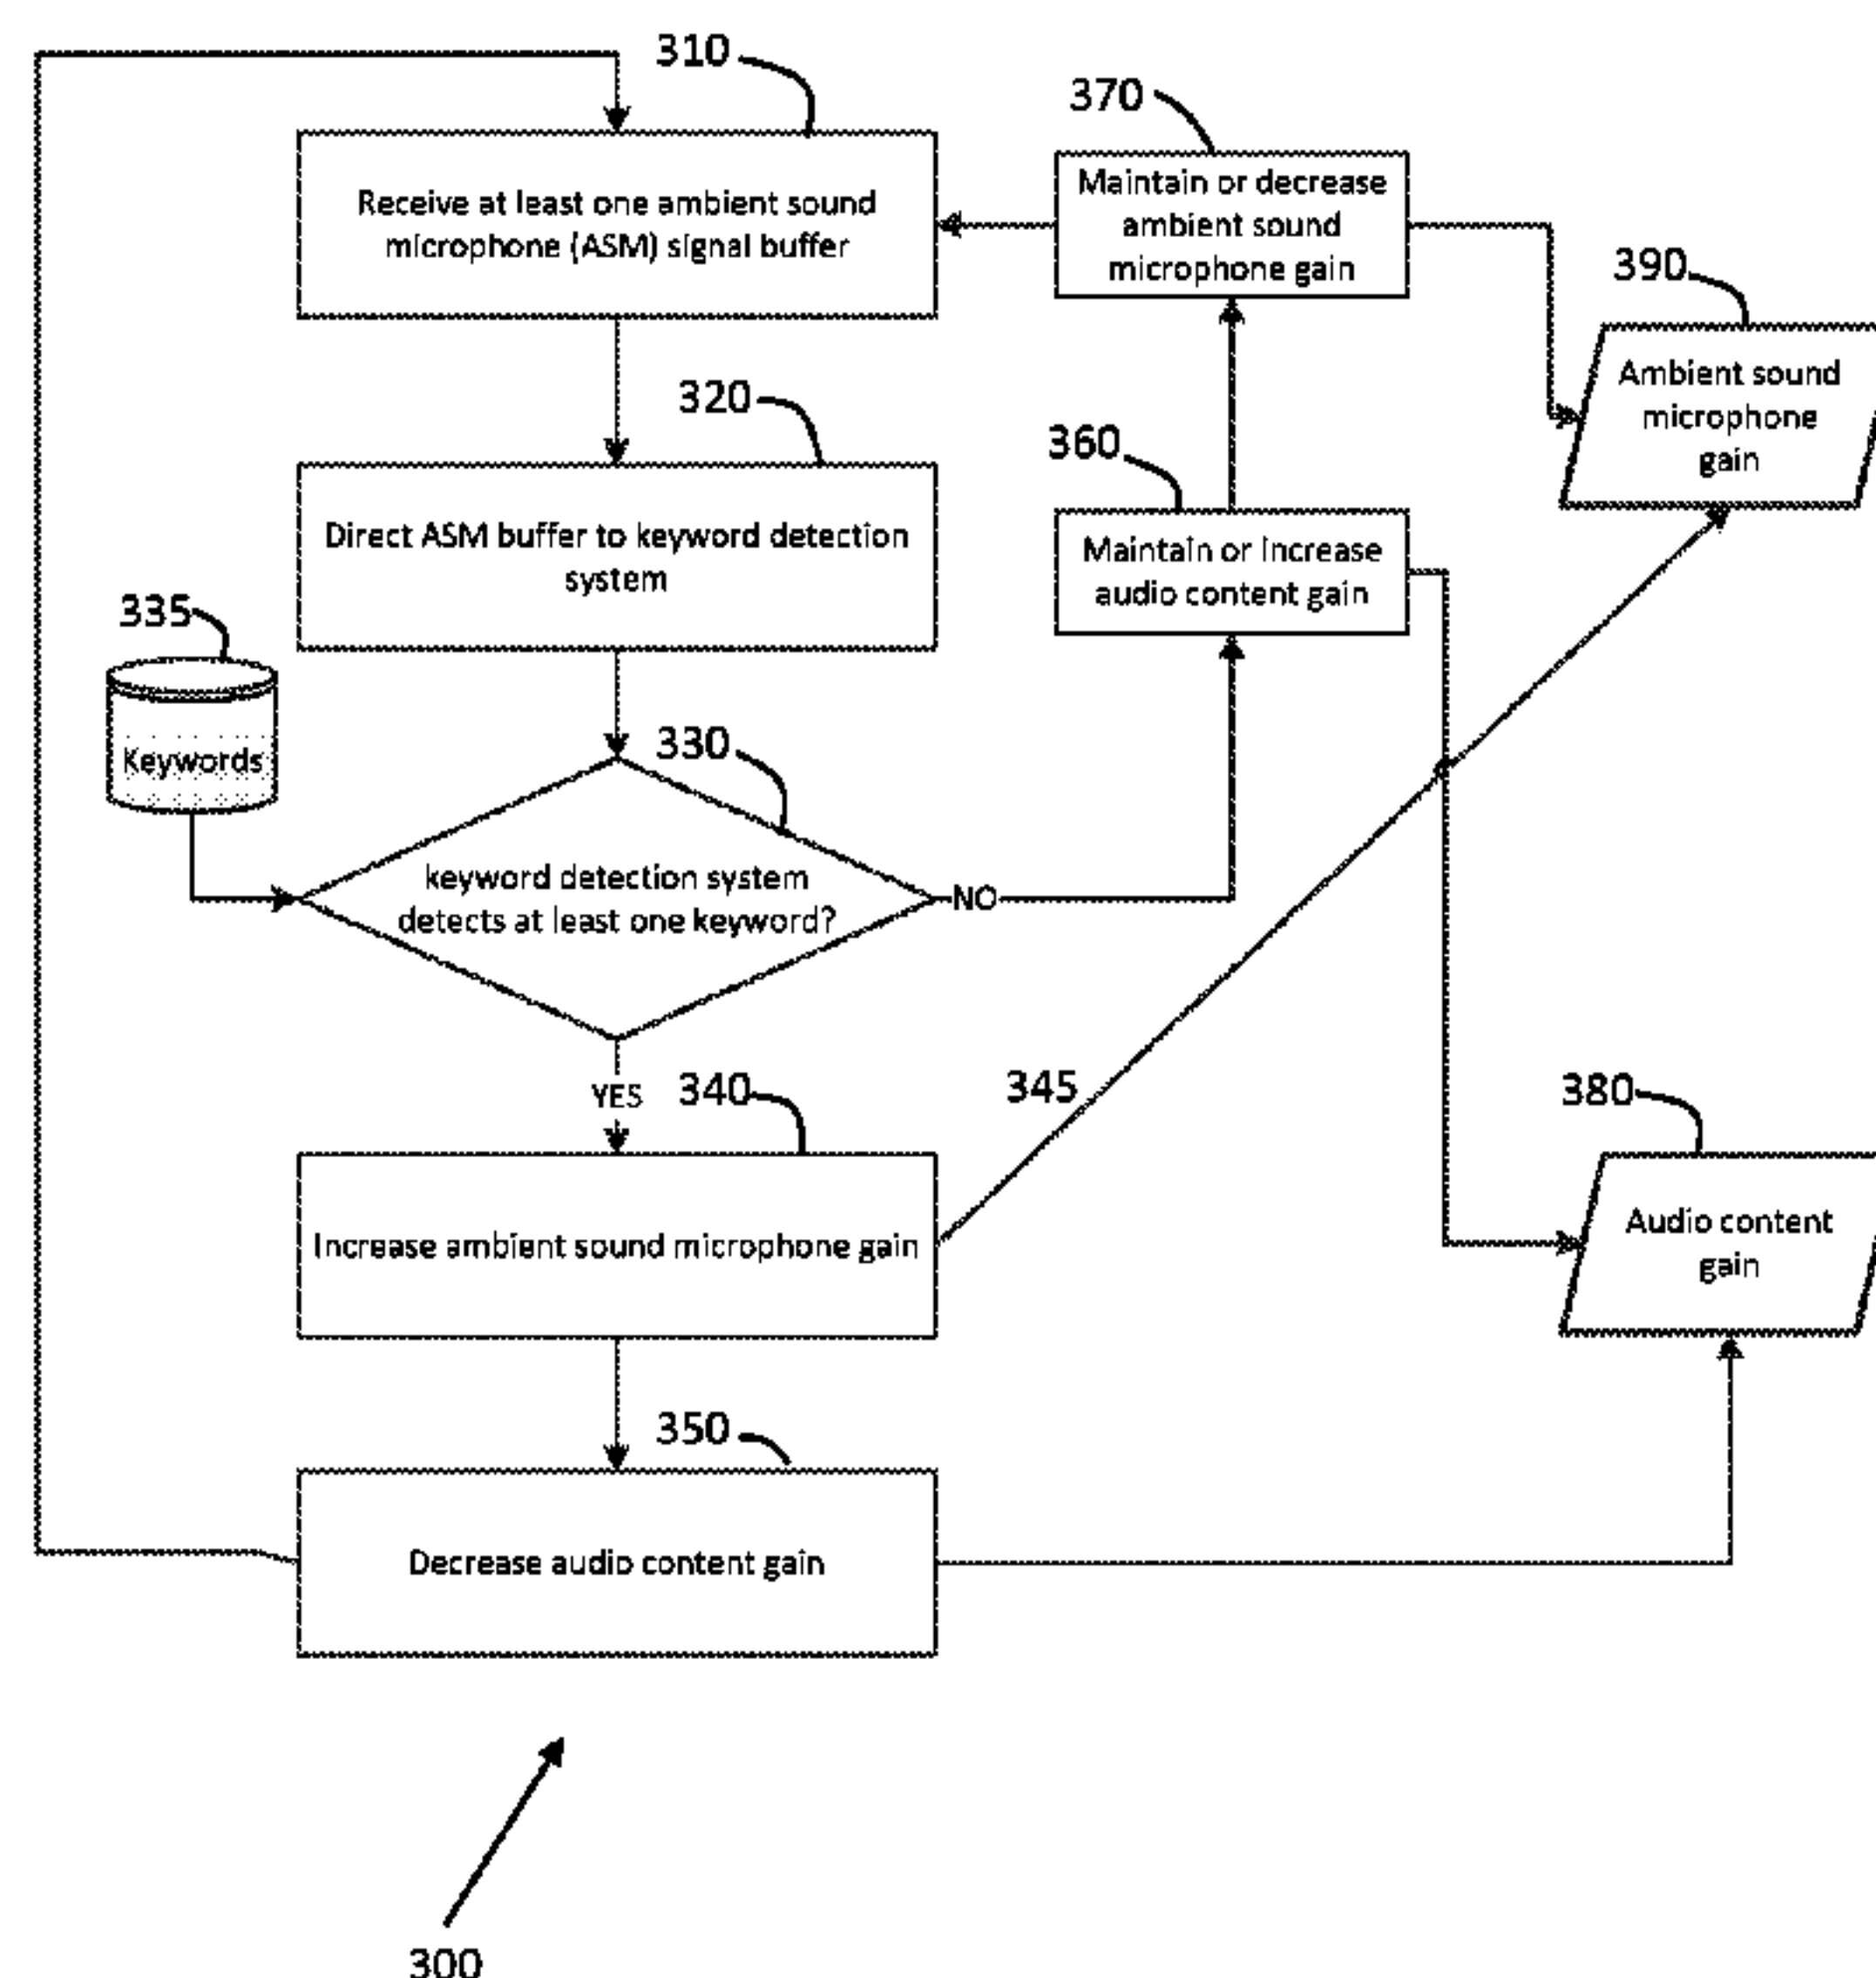 310
Receive at least one ambient sound
microphone (ASM) signal buffer
370
Maintain or decrease
ambient sound
microphone gain
390
Ambient sound
microphone
gain
320
Direct ASM buffer to keyword detection
system
360
Maintain or increase
audio content gain
335
Keywords
330
keyword detection system
detects at least one keyword?
NO
YES
340
Increase ambient sound microphone gain
345
380
Audio content
gain
350
Decrease audio content gain
300